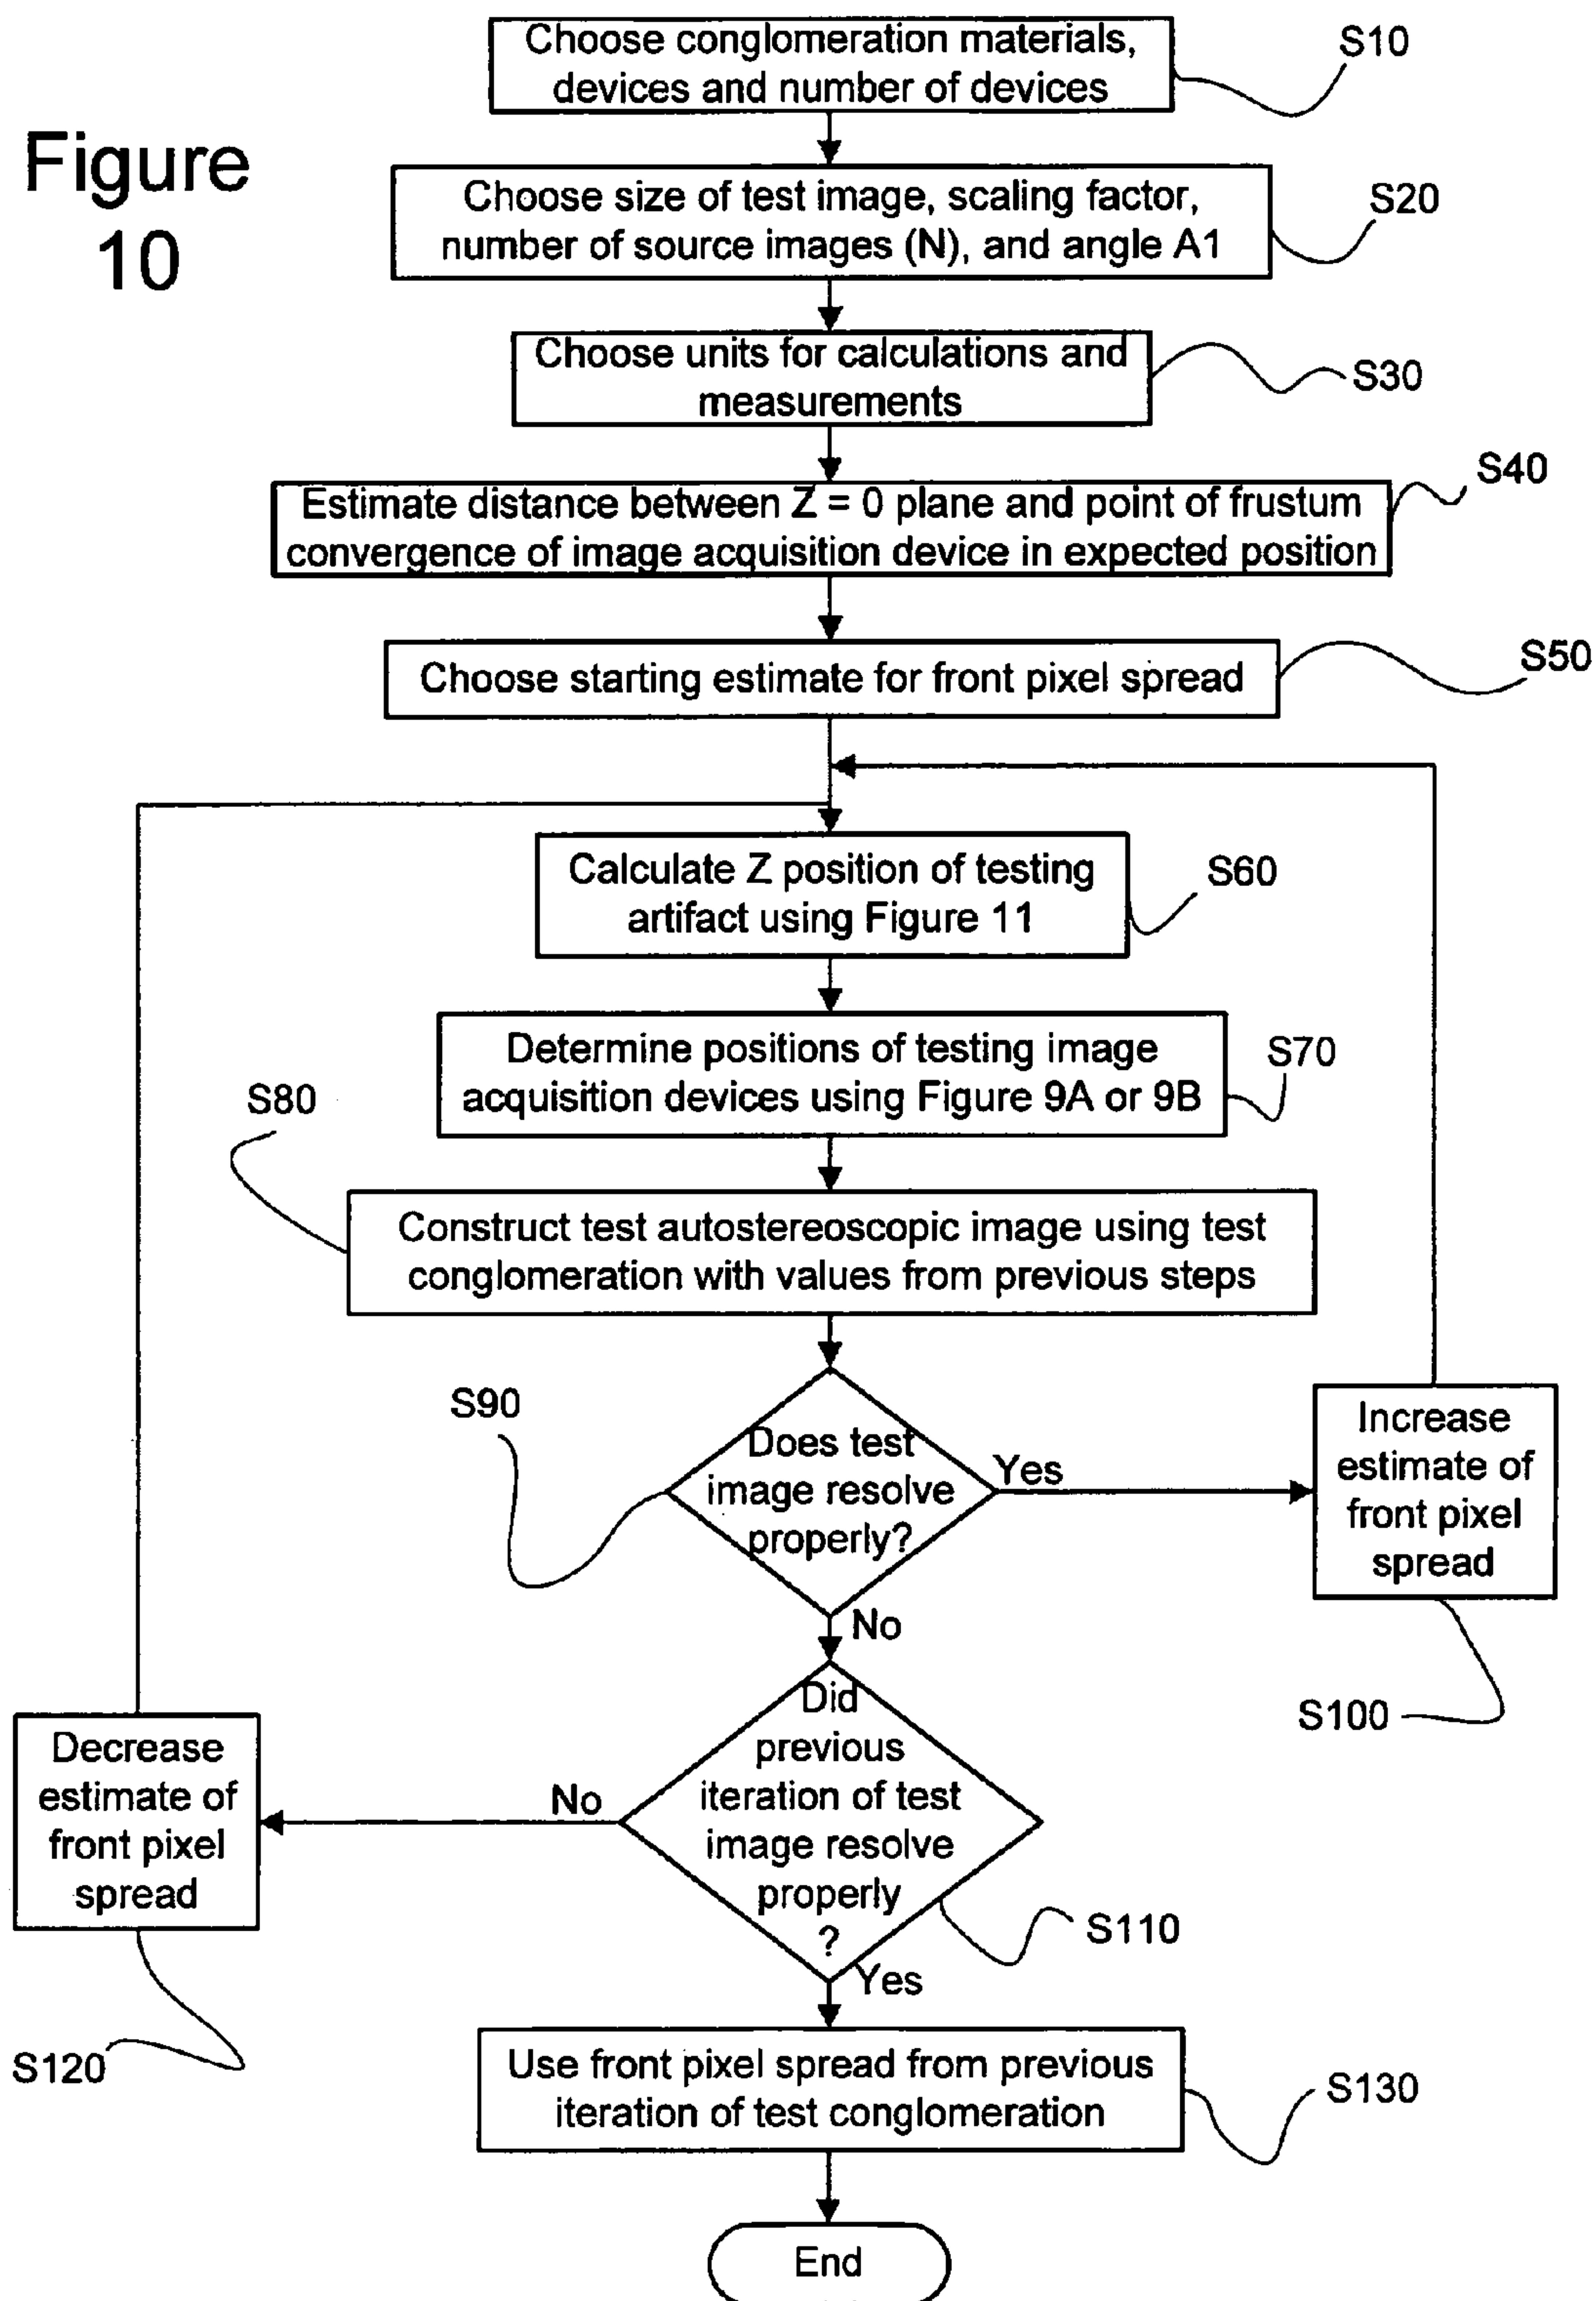 Figure
10
Choose conglomeration materials,
devices and number of devices
S10
Choose size of test image, scaling factor,
number of source images (N), and angle A1
S20
Choose units for calculations and
measurements
S30
Estimate distance between Z = 0 plane and point of frustum
convergence of image acquisition device in expected position
S40
Choose starting estimate for front pixel spread
S50
Calculate Z position of testing
artifact using Figure 11
S60
Determine positions of testing image
acquisition devices using Figure 9A or 9B
S70
S80
Construct test autostereoscopic image using test
conglomeration with values from previous steps
S90
Does test
image resolve
properly?
Yes
No
Increase
estimate of
front pixel
spread
S100
Did
previous
iteration of test
image resolve
properly
?
No
Yes
S110
Decrease
estimate of
front pixel
spread
S120
Use front pixel spread from previous
iteration of test conglomeration
S130
End